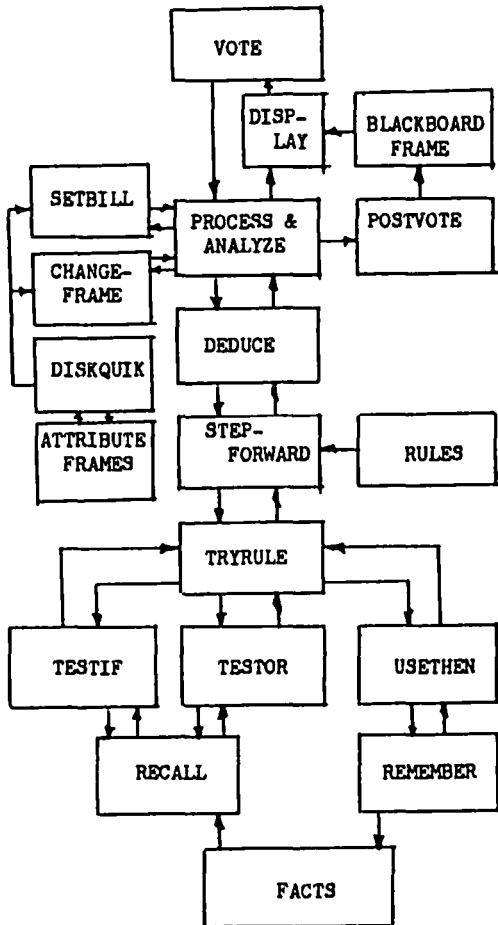 VOTE
DISP-
LAY
BLACKBOARD
FRAME
SETBILL
PROCESS &
ANALYZE
POSTVOTE
CHANGE-
FRAME
DEDUCE
DISKQUIK
ATTRIBUTE
FRAMES
STEP-
FORWARD
RULES
TRYRULE
TESTIF
TESTOR
USETHEN
RECALL
REMEMBER
FACTS